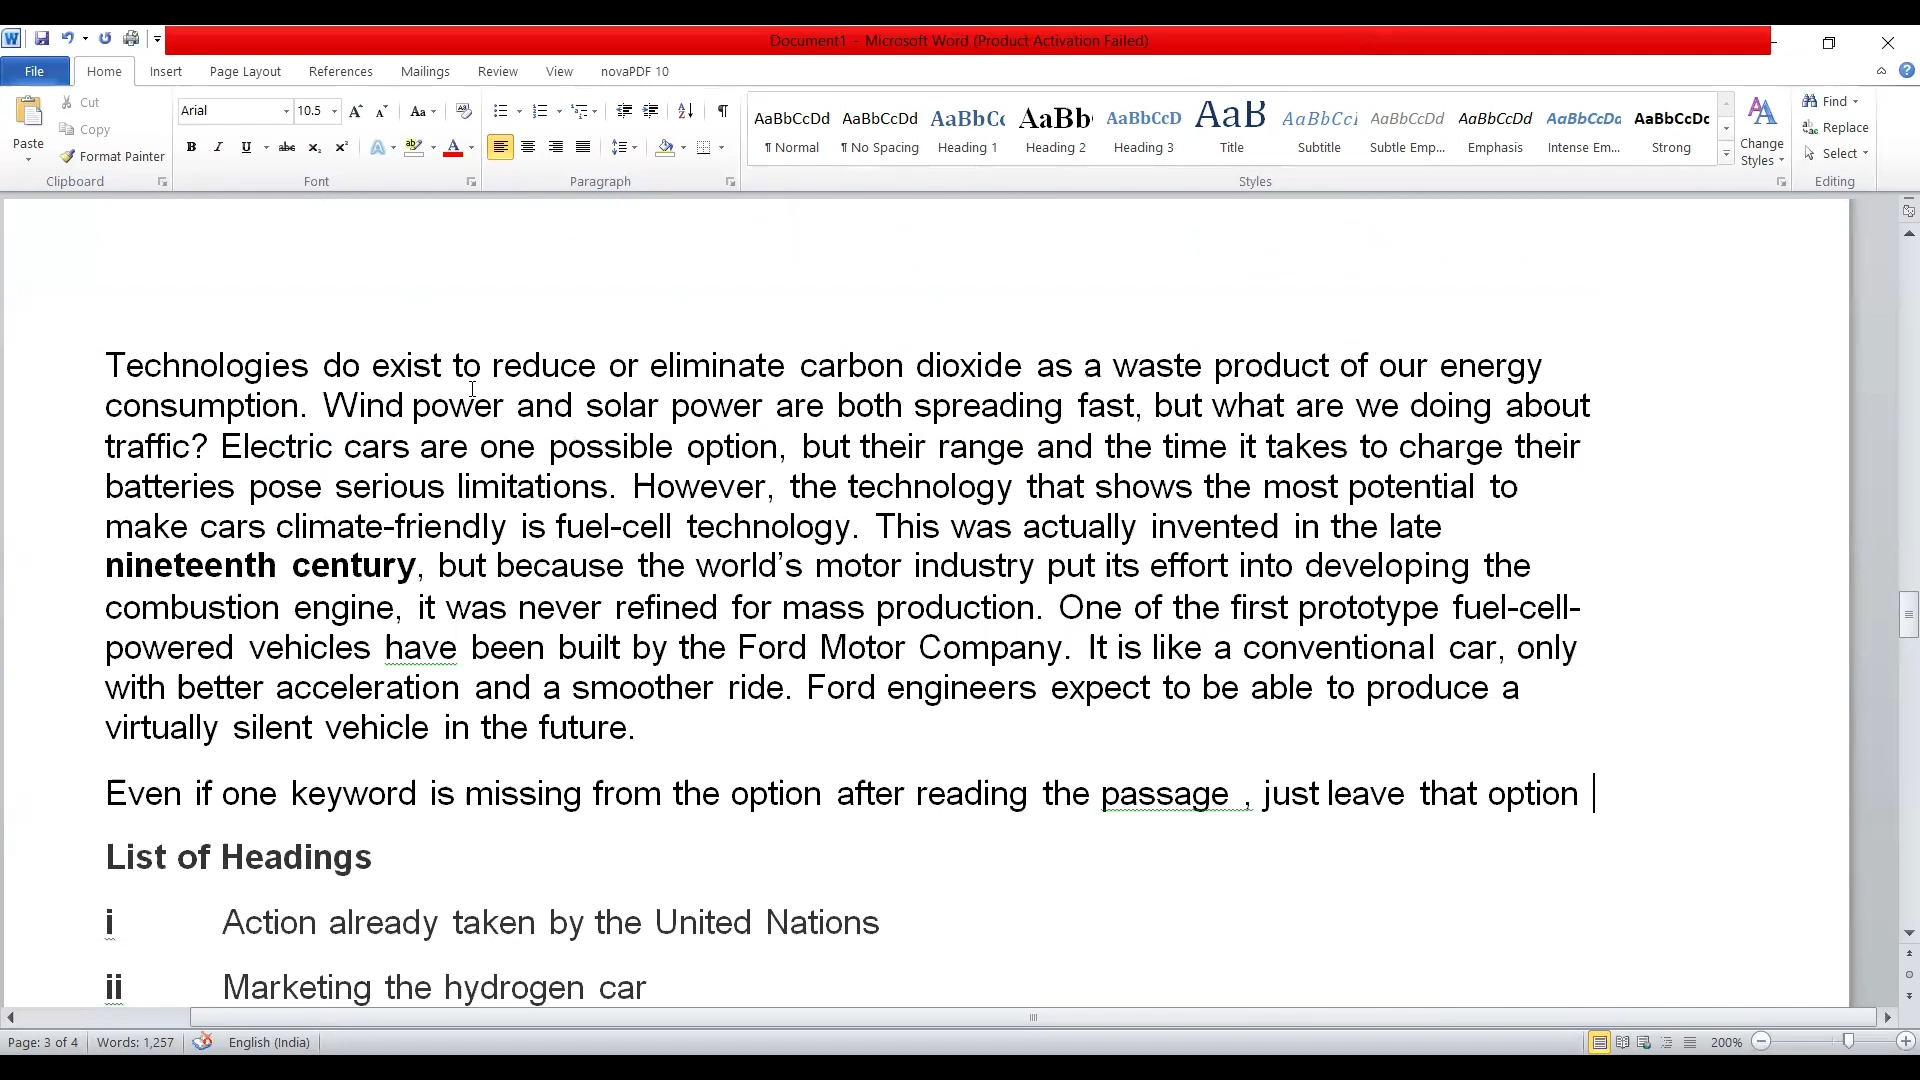 Document1 - Microsoft Word (Product Activation Failed)
File Home Insert Page Layout References Mailings Review View novaPDF 10
Paste
Cut
Copy
Format Painter
Clipboard
Arial 10.5
Font
Paragraph
AaBbCcDd AaBbCcDd AaBbCc AaBb AaBbCcD AaB AaBbCcI AaBbCcDd AaBbCcDd AaBbCcDd AaBbCcDc
¶ Normal ¶ No Spacing Heading 1 Heading 2 Heading 3 Title Subtitle Subtle Emp... Emphasis Intense Em... Strong
Styles
Change
Styles
Find
Replace
Select
Editing
Technologies do exist to reduce or eliminate carbon dioxide as a waste product of our energy
consumption. Wind power and solar power are both spreading fast, but what are we doing about
traffic? Electric cars are one possible option, but their range and the time it takes to charge their
batteries pose serious limitations. However, the technology that shows the most potential to
make cars climate-friendly is fuel-cell technology. This was actually invented in the late
nineteenth century, but because the world’s motor industry put its effort into developing the
combustion engine, it was never refined for mass production. One of the first prototype fuel-cell-
powered vehicles have been built by the Ford Motor Company. It is like a conventional car, only
with better acceleration and a smoother ride. Ford engineers expect to be able to produce a
virtually silent vehicle in the future.
Even if one keyword is missing from the option after reading the passage , just leave that option
List of Headings
i Action already taken by the United Nations
ii Marketing the hydrogen car
Page: 3 of 4 Words: 1,257 English (India) 200%